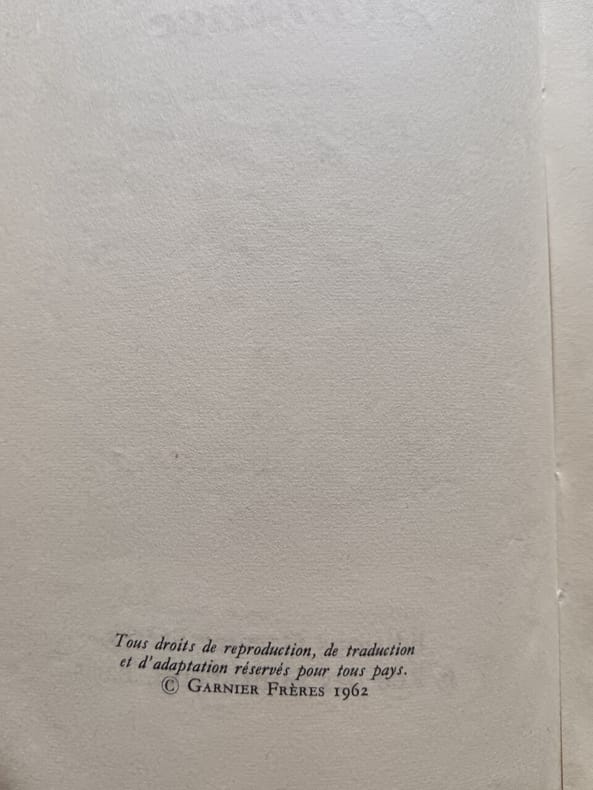 Tous droits de reproduction, de traduction
et d'adaptation réservés pour tous pays.
© GARNIER FRÈRES 1962